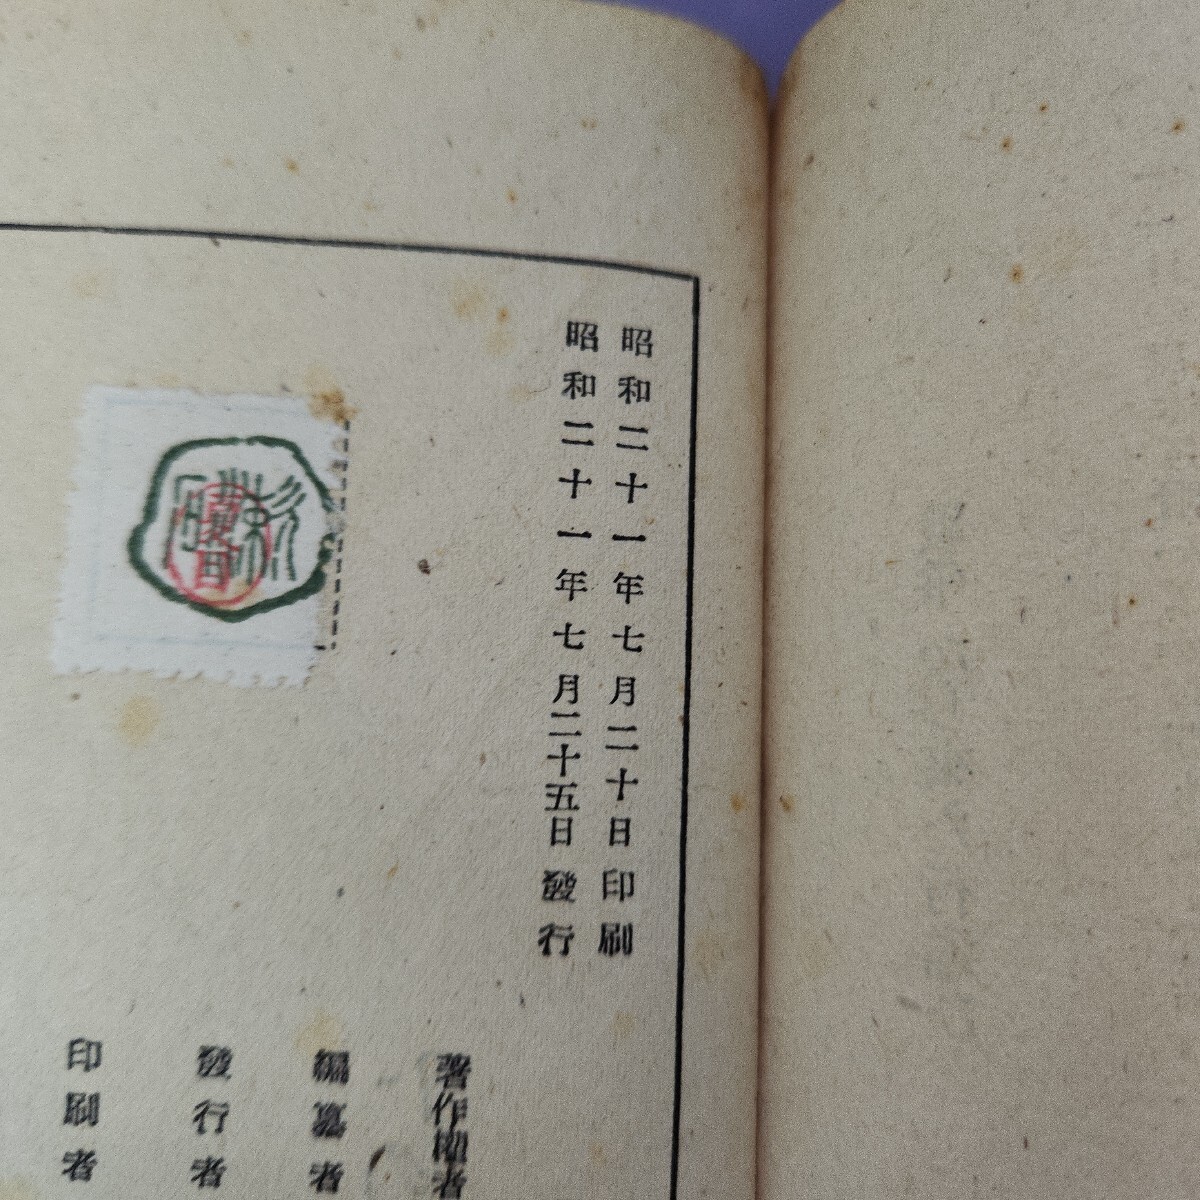 昭和二十一年七月二十日印刷
昭和二十一年七月二十五日發行
著作權者
編纂者
發行者
印刷者